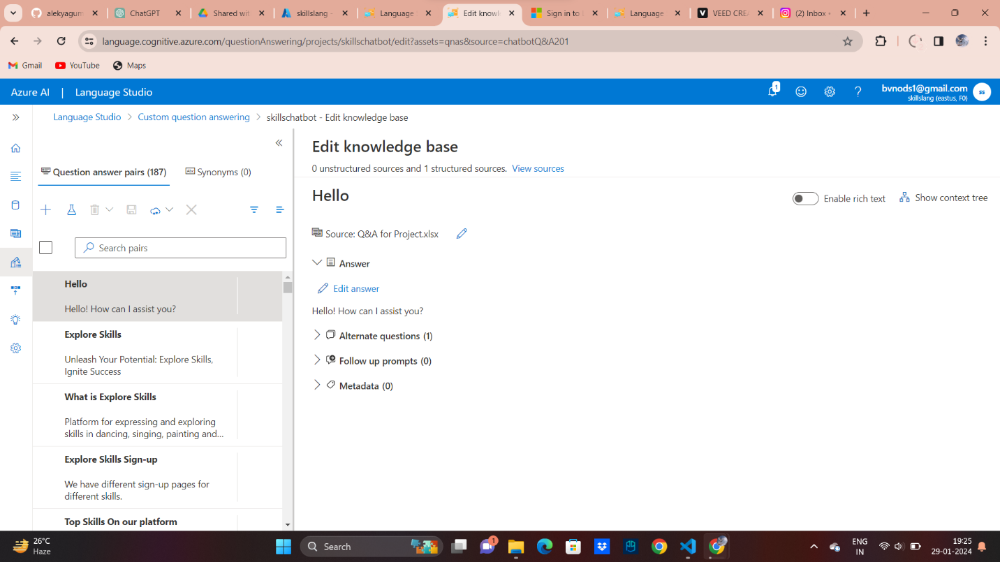 alekyagum
ChatGPT
Shared wit
skillslang -
Language
Edit knowl
Sign in to
Language
VEED CREA
(2) Inbox •
language.cognitive.azure.com/questionAnswering/projects/skillschatbot/edit?assets=qnas&source=chatbotQ&A201
Gmail
YouTube
Maps
Azure AI | Language Studio
1
bvnods1@gmail.com
skillslang (eastus, F0)
ss
Language Studio > Custom question answering > skillschatbot - Edit knowledge base
Question answer pairs (187)
Abc Synonyms (0)
Search pairs
Hello
Hello! How can I assist you?
Explore Skills
Unleash Your Potential: Explore Skills,
Ignite Success
What is Explore Skills
Platform for expressing and exploring
skills in dancing, singing, painting and...
Explore Skills Sign-up
We have different sign-up pages for
different skills.
Top Skills On our platform
Edit knowledge base
0 unstructured sources and 1 structured sources. View sources
Hello
Enable rich text
Show context tree
Source: Q&A for Project.xlsx
Answer
Edit answer
Hello! How can I assist you?
Alternate questions (1)
Follow up prompts (0)
Metadata (0)
26°C
Haze
Search
1
ENG
IN
19:25
29-01-2024